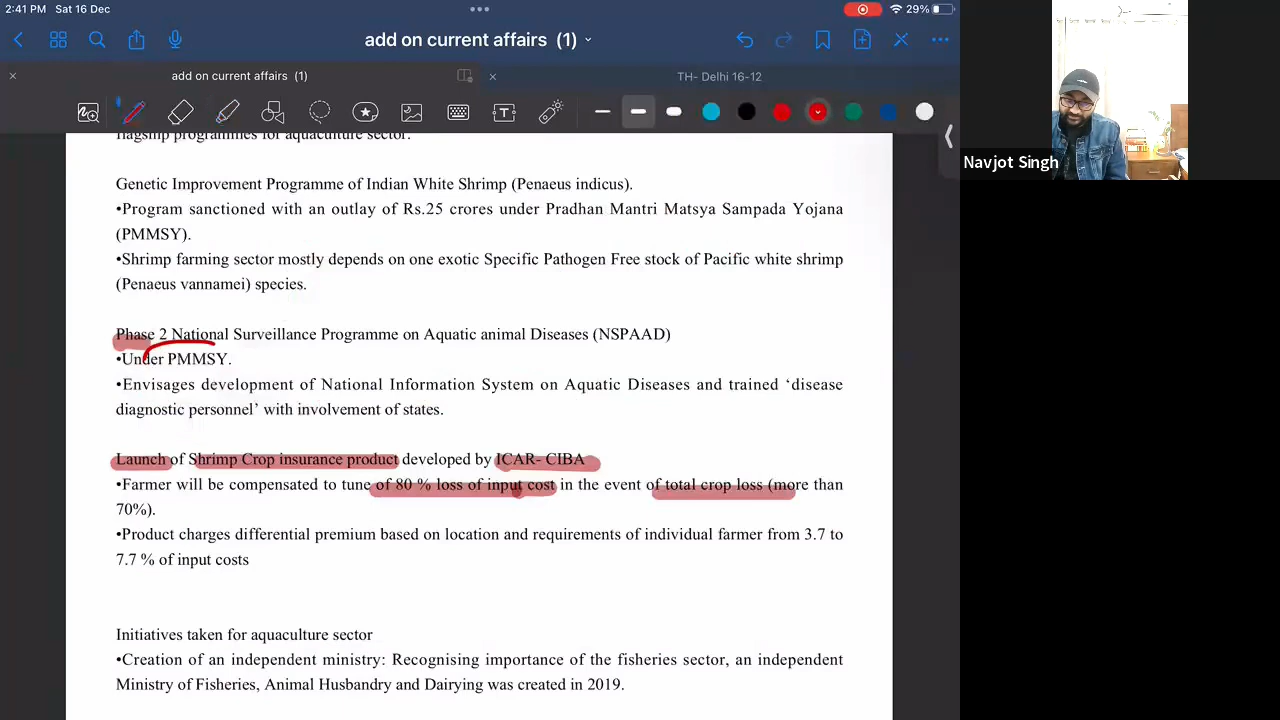 2:41 PM Sat 16 Dec
29%
add on current affairs (1)
add on current affairs (1)
TH- Delhi 16-12
Navjot Singh
flagship programmes for aquaculture sector.
Genetic Improvement Programme of Indian White Shrimp (Penaeus indicus).
•Program sanctioned with an outlay of Rs.25 crores under Pradhan Mantri Matsya Sampada Yojana
(PMMSY).
•Shrimp farming sector mostly depends on one exotic Specific Pathogen Free stock of Pacific white shrimp
(Penaeus vannamei) species.
Phase 2 National Surveillance Programme on Aquatic animal Diseases (NSPAAD)
•Under PMMSY.
•Envisages development of National Information System on Aquatic Diseases and trained ‘disease
diagnostic personnel’ with involvement of states.
Launch of Shrimp Crop insurance product developed by ICAR- CIBA
•Farmer will be compensated to tune of 80 % loss of input cost in the event of total crop loss (more than
70%).
•Product charges differential premium based on location and requirements of individual farmer from 3.7 to
7.7 % of input costs
Initiatives taken for aquaculture sector
•Creation of an independent ministry: Recognising importance of the fisheries sector, an independent
Ministry of Fisheries, Animal Husbandry and Dairying was created in 2019.